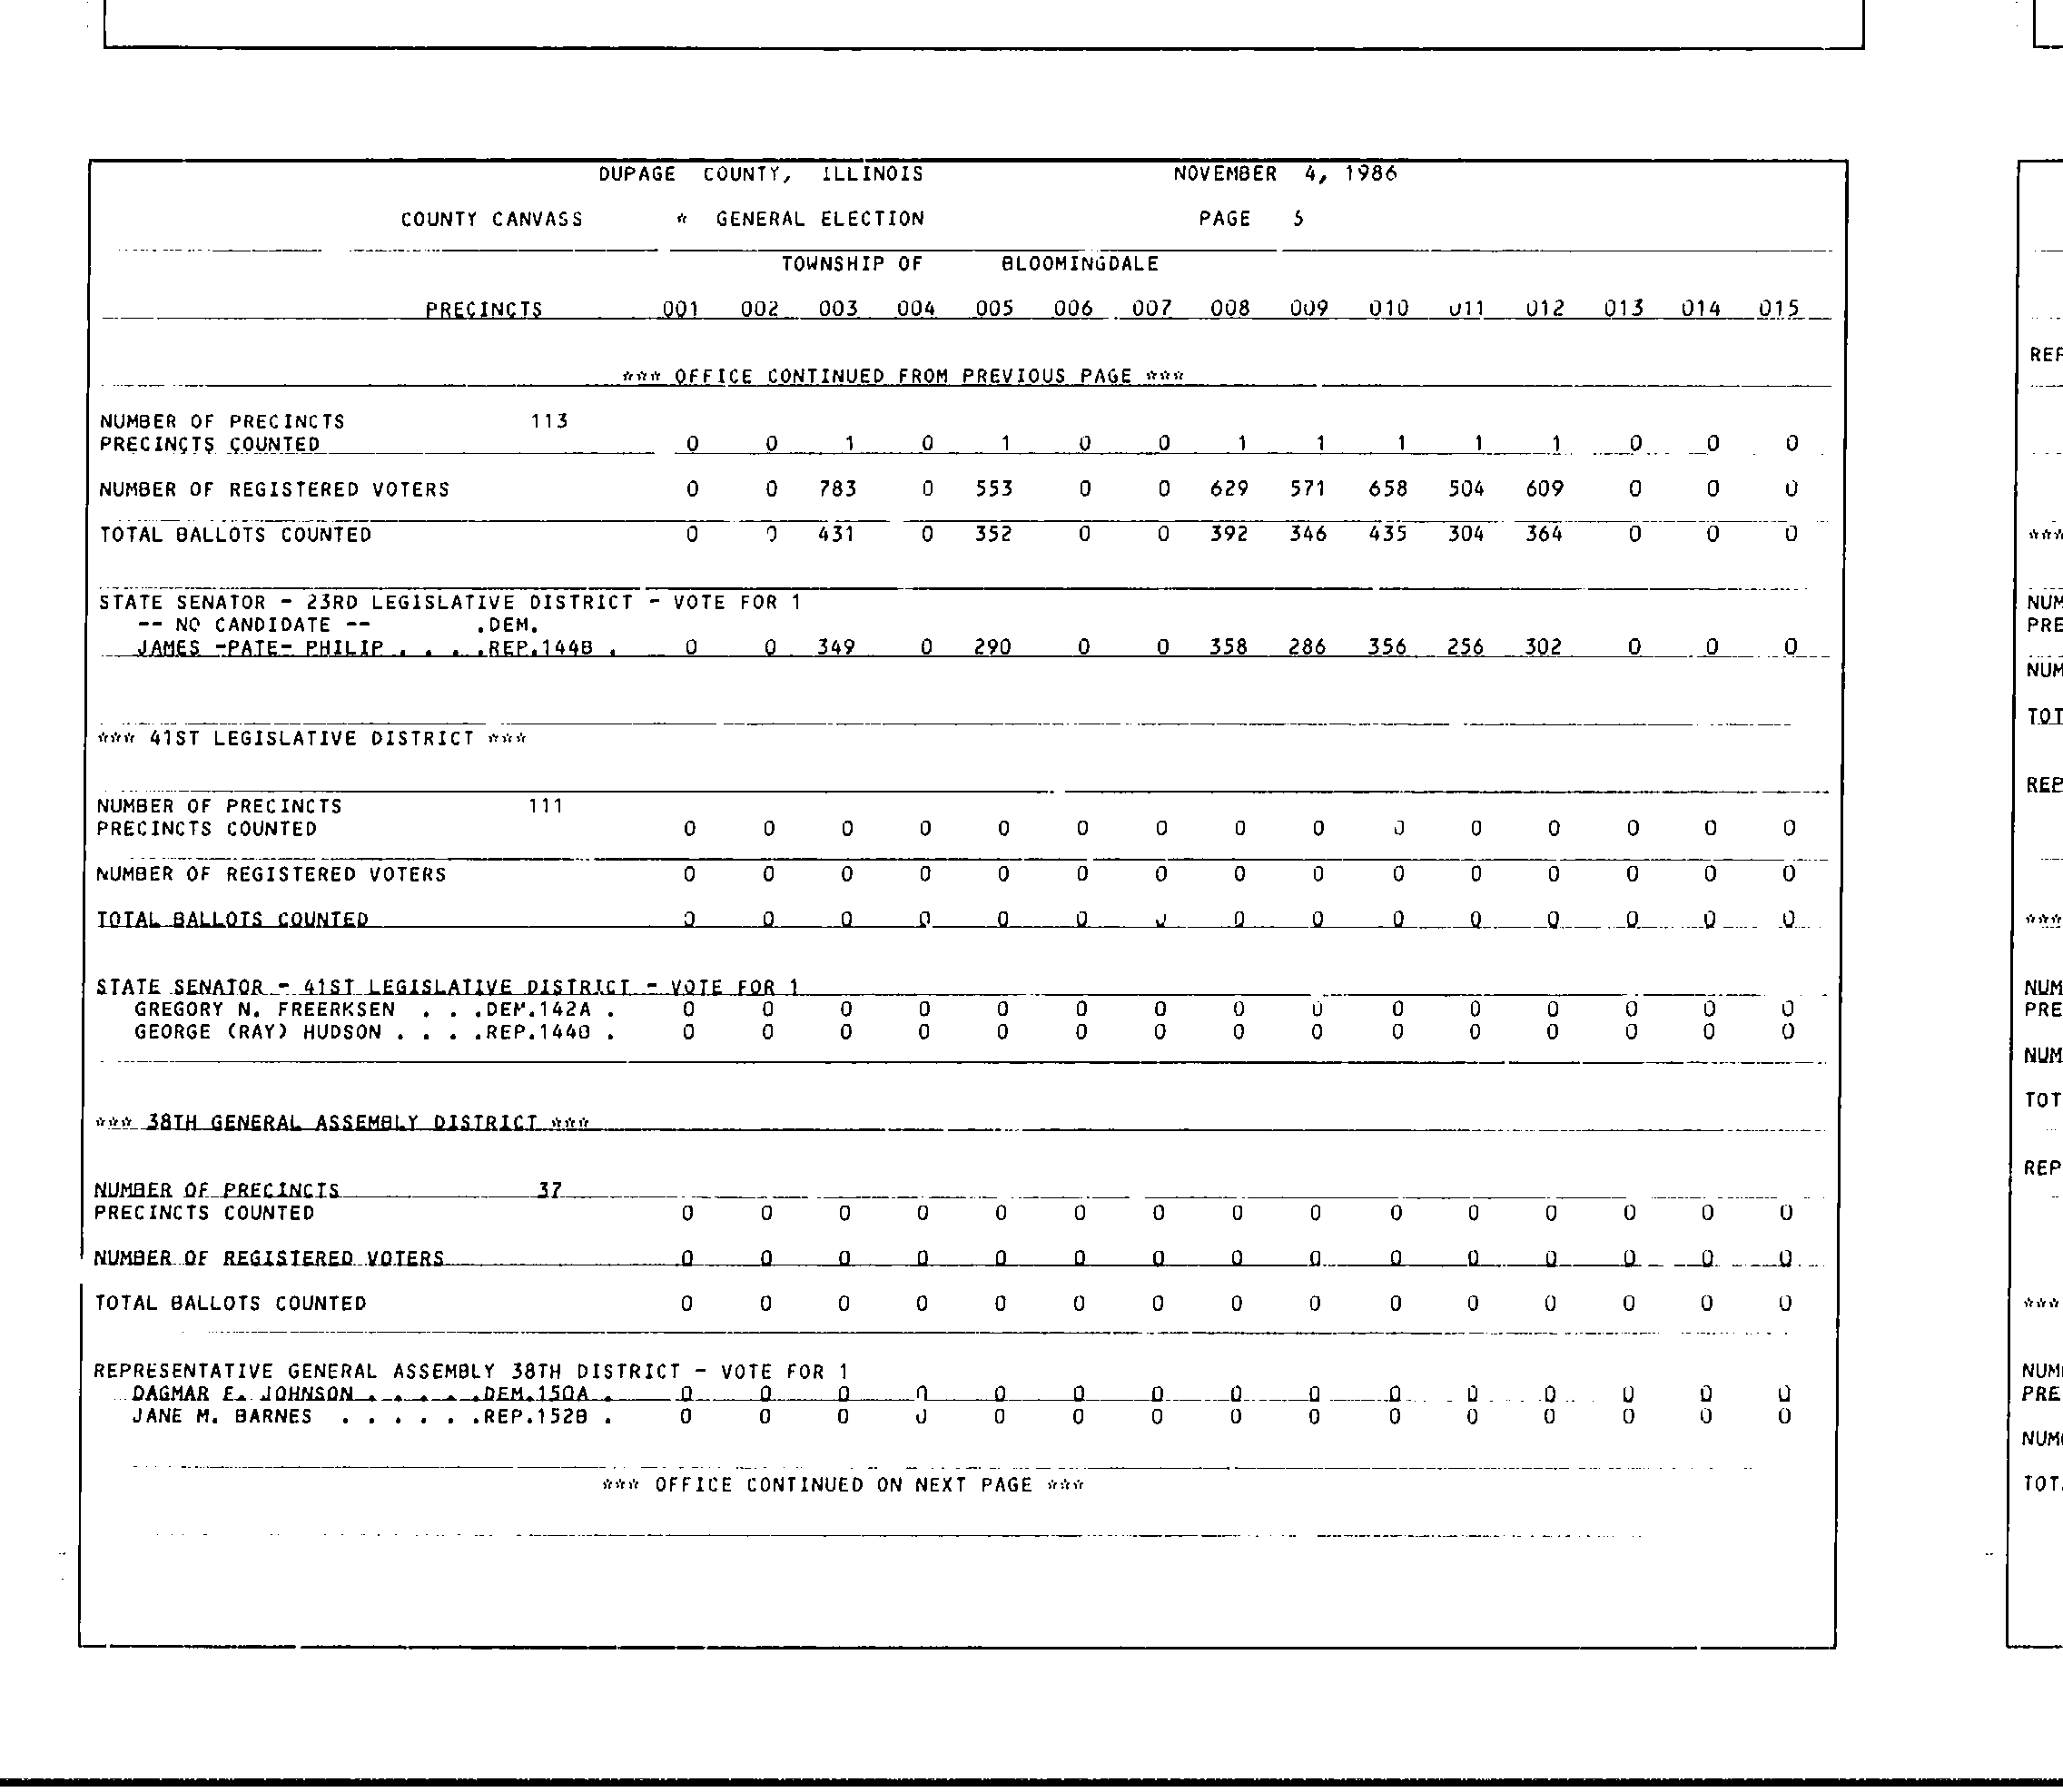 DUPAGE COUNTY, ILLINOIS NOVEMBER 4, 1986
COUNTY CANVASS * GENERAL ELECTION PAGE 5
TOWNSHIP OF BLOOMINGDALE
PRECINCTS 001 002 003 004 005 006 007 008 009 010 011 012 013 014 015
*** OFFICE CONTINUED FROM PREVIOUS PAGE ***
NUMBER OF PRECINCTS 113
PRECINCTS COUNTED 0 0 1 0 1 0 0 1 1 1 1 1 0 0 0
NUMBER OF REGISTERED VOTERS 0 0 783 0 553 0 0 629 571 658 504 609 0 0 0
TOTAL BALLOTS COUNTED 0 0 431 0 352 0 0 392 346 435 304 364 0 0 0
STATE SENATOR - 23RD LEGISLATIVE DISTRICT - VOTE FOR 1
-- NO CANDIDATE -- .DEM.
JAMES -PATE- PHILIP . . . .REP.144B . 0 0 349 0 290 0 0 358 286 356 256 302 0 0 0
*** 41ST LEGISLATIVE DISTRICT ***
NUMBER OF PRECINCTS 111
PRECINCTS COUNTED 0 0 0 0 0 0 0 0 0 0 0 0 0 0 0
NUMBER OF REGISTERED VOTERS 0 0 0 0 0 0 0 0 0 0 0 0 0 0 0
TOTAL BALLOTS COUNTED 0 0 0 0 0 0 0 0 0 0 0 0 0 0 0
STATE SENATOR - 41ST LEGISLATIVE DISTRICT - VOTE FOR 1
GREGORY N. FREERKSEN . . .DEM.142A . 0 0 0 0 0 0 0 0 0 0 0 0 0 0 0
GEORGE (RAY) HUDSON . . . .REP.144B . 0 0 0 0 0 0 0 0 0 0 0 0 0 0 0
*** 38TH GENERAL ASSEMBLY DISTRICT ***
NUMBER OF PRECINCTS 37
PRECINCTS COUNTED 0 0 0 0 0 0 0 0 0 0 0 0 0 0 0
NUMBER OF REGISTERED VOTERS 0 0 0 0 0 0 0 0 0 0 0 0 0 0 0
TOTAL BALLOTS COUNTED 0 0 0 0 0 0 0 0 0 0 0 0 0 0 0
REPRESENTATIVE GENERAL ASSEMBLY 38TH DISTRICT - VOTE FOR 1
DAGMAR E. JOHNSON . . . . .DEM.150A . 0 0 0 0 0 0 0 0 0 0 0 0 0 0 0
JANE M. BARNES . . . . . .REP.152B . 0 0 0 0 0 0 0 0 0 0 0 0 0 0 0
*** OFFICE CONTINUED ON NEXT PAGE ***